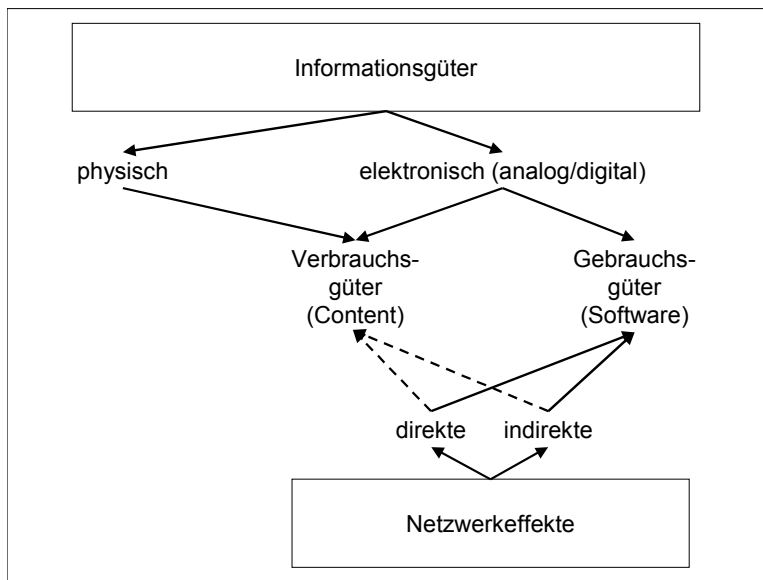 Informationsgüter
physisch
elektronisch (analog/digital)
Verbrauchs-
güter
(Content)
Gebrauchs-
güter
(Software)
direkte
indirekte
Netzwerkeffekte